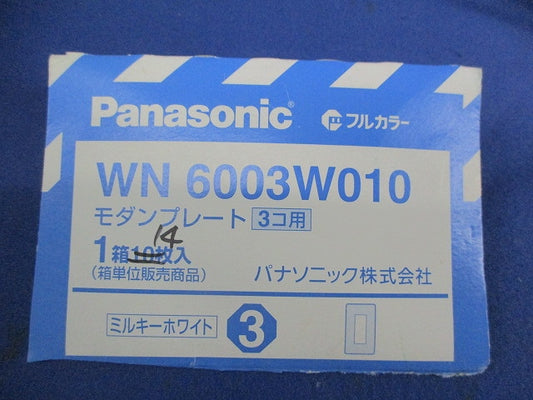 Panasonic® フルカラー
WN 6003W010
モダンプレート 3コ用
14
1箱10枚入
(箱単位販売商品) パナソニック株式会社
ミルキーホワイト 3